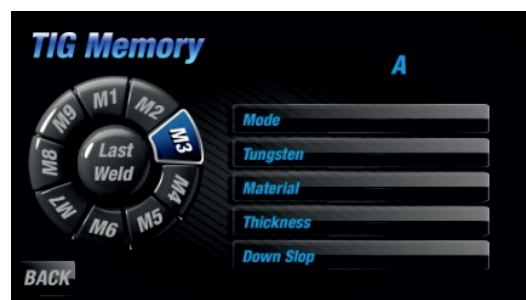 TIG Memory
A
M1
M2
M3
M4
M5
M6
M7
M8
M9
Last
Weld
Mode
Tungsten
Material
Thickness
Down Slop
BACK